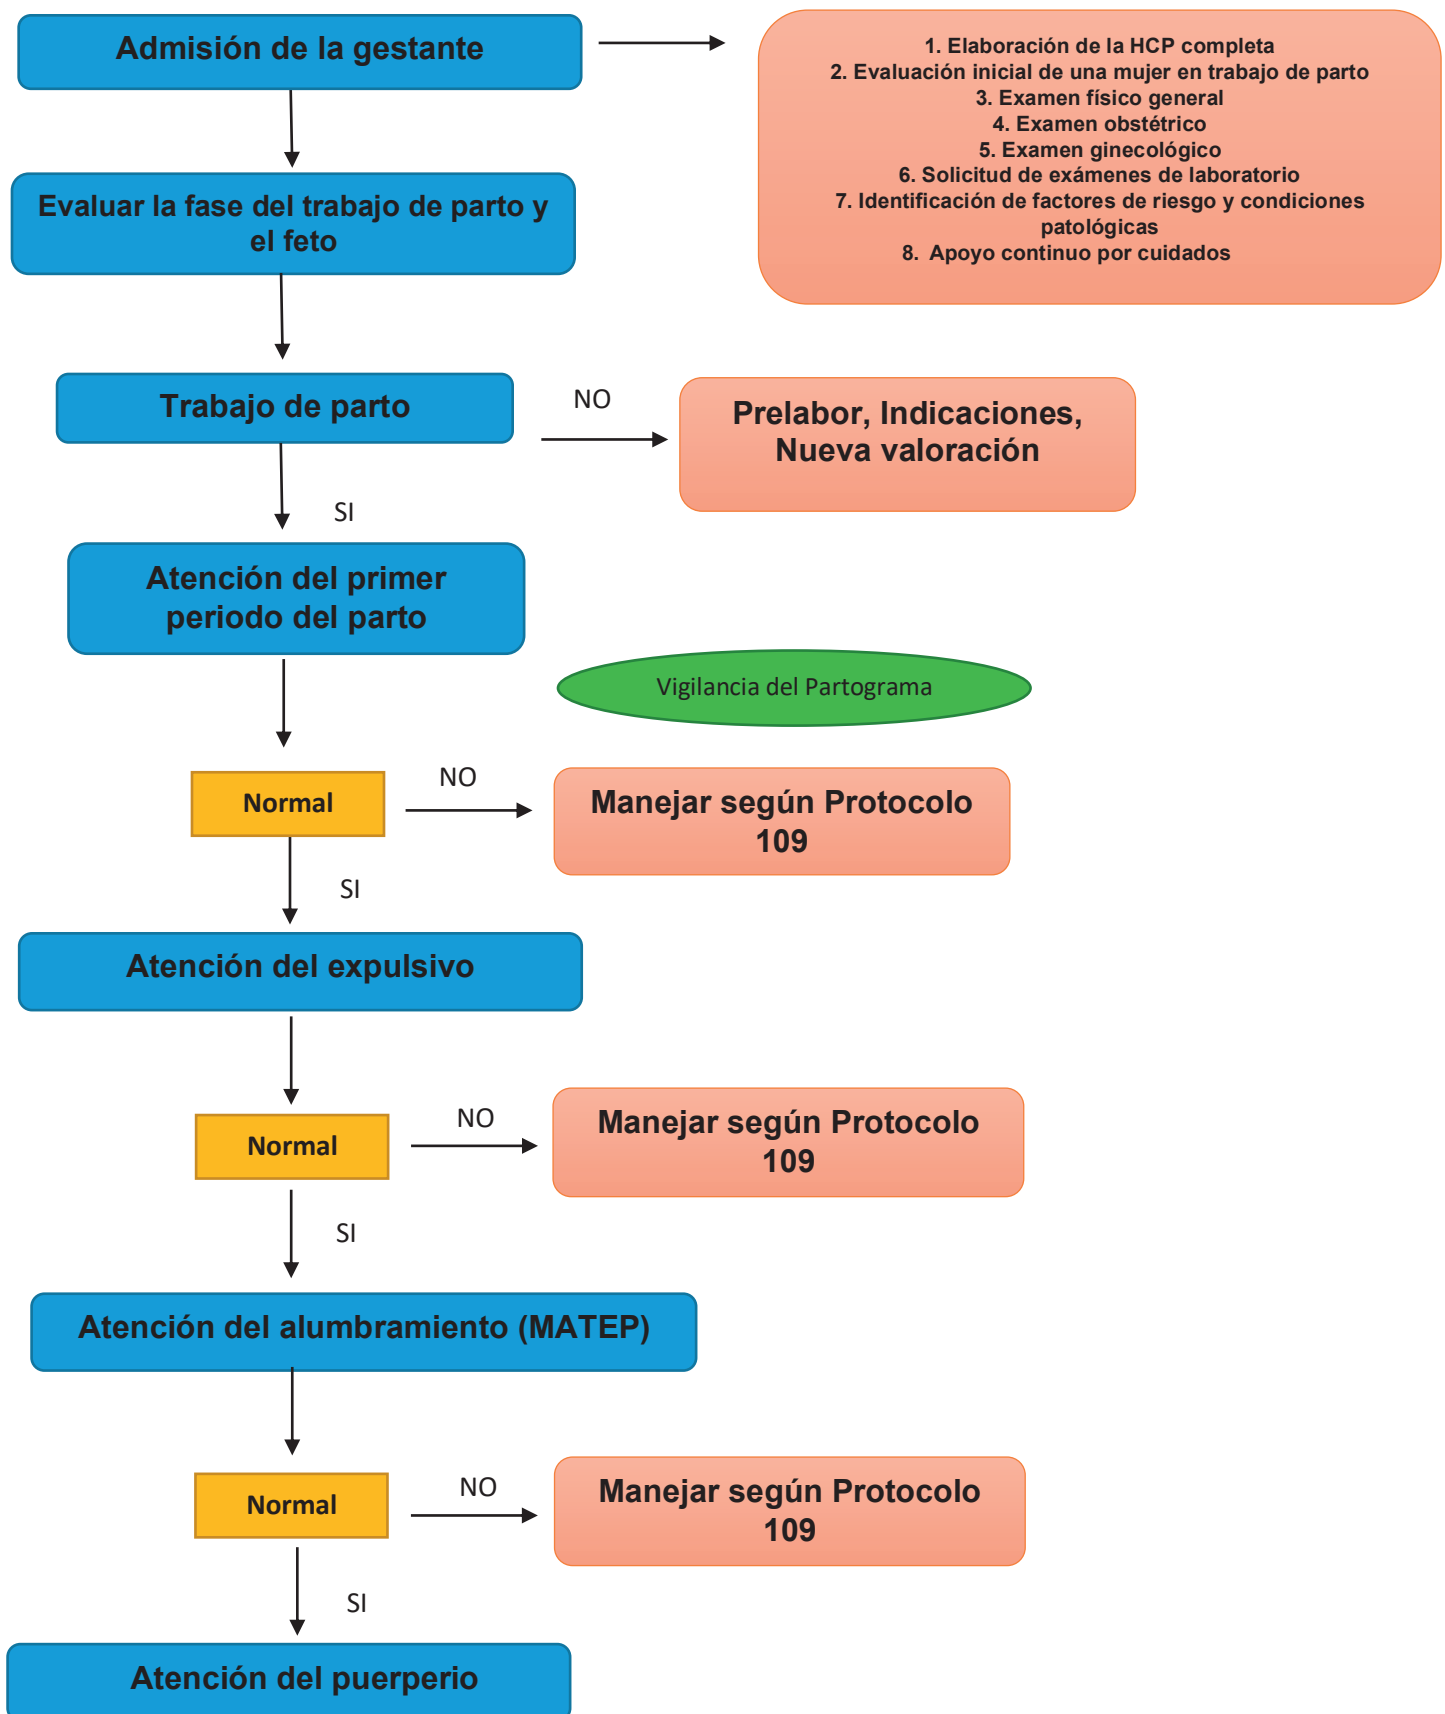 Admisión de la gestante
1. Elaboración de la HCP completa
2. Evaluación inicial de una mujer en trabajo de parto
3. Examen físico general
4. Examen obstétrico
5. Examen ginecológico
6. Solicitud de exámenes de laboratorio
7. Identificación de factores de riesgo y condiciones
patológicas
8. Apoyo continuo por cuidados
Evaluar la fase del trabajo de parto y
el feto
Trabajo de parto
NO
Prelabor, Indicaciones,
Nueva valoración
SI
Atención del primer
periodo del parto
Vigilancia del Partograma
Normal
NO
Manejar según Protocolo
109
SI
Atención del expulsivo
Normal
NO
Manejar según Protocolo
109
SI
Atención del alumbramiento (MATEP)
Normal
NO
Manejar según Protocolo
109
SI
Atención del puerperio